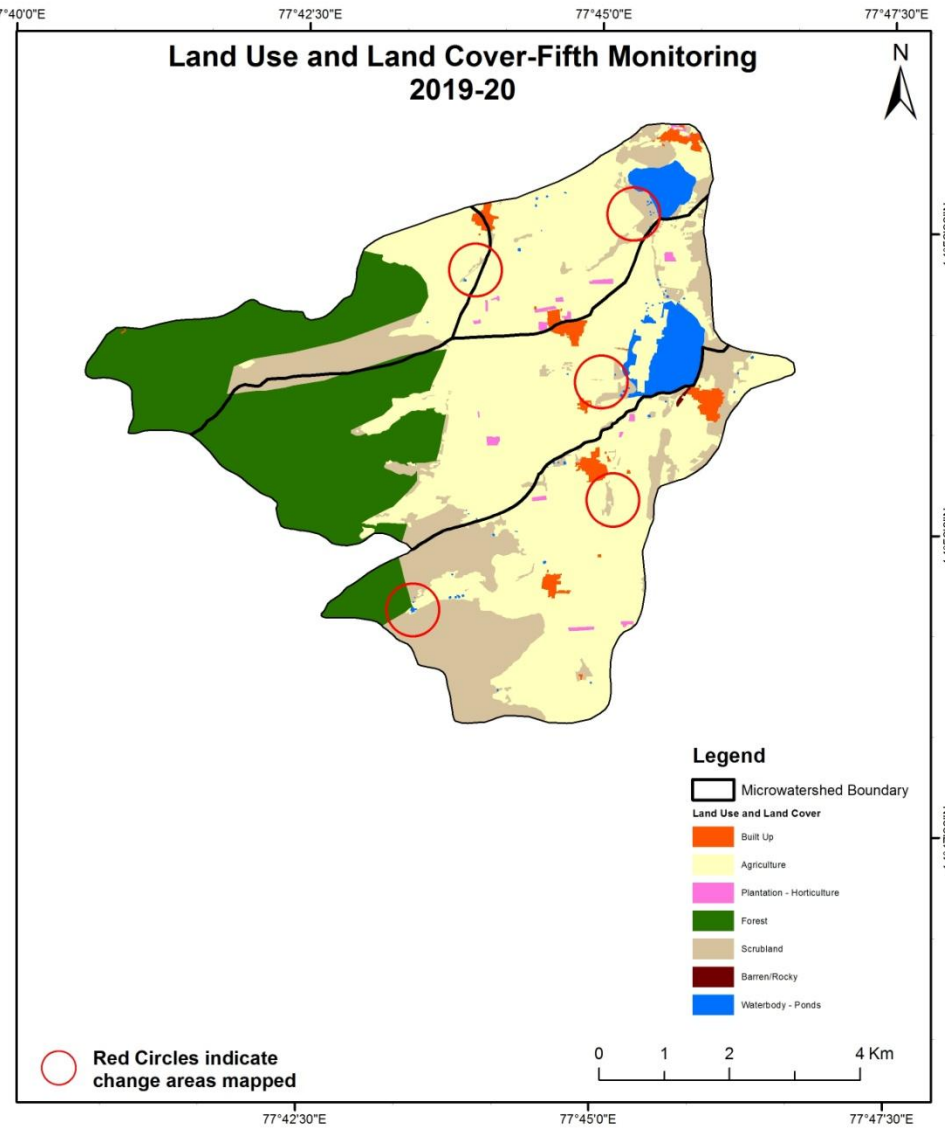 77°42'30"E
77°45'0"E
77°47'30"E
Land Use and Land Cover-Fifth Monitoring
2019-20
N
Legend
Microwatershed Boundary
Land Use and Land Cover
Built Up
Agriculture
Plantation - Horticulture
Forest
Scrubland
Barren/Rocky
Waterbody - Ponds
Red Circles indicate
change areas mapped
0 1 2 4 Km
77°42'30"E
77°45'0"E
77°47'30"E